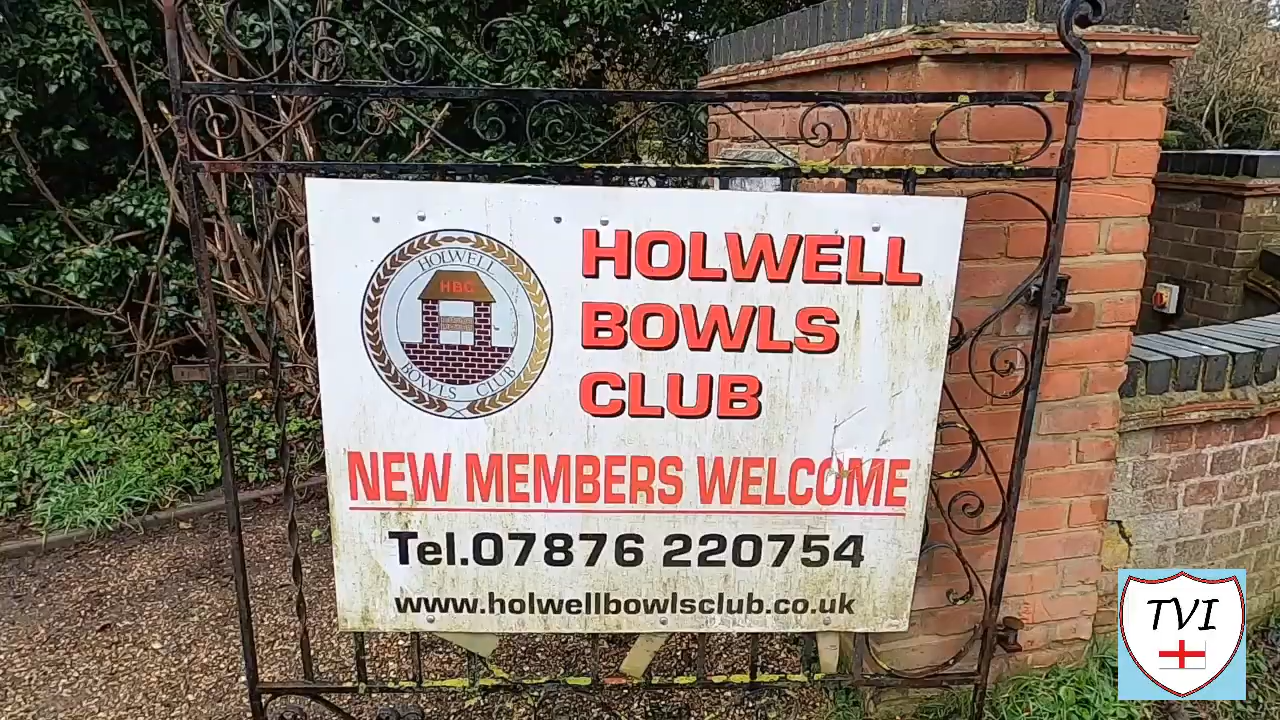 HOLWELL
HBC
BOWLS CLUB
HOLWELL
BOWLS
CLUB
NEW MEMBERS WELCOME
Tel.07876 220754
www.holwellbowlsclub.co.uk
TVI